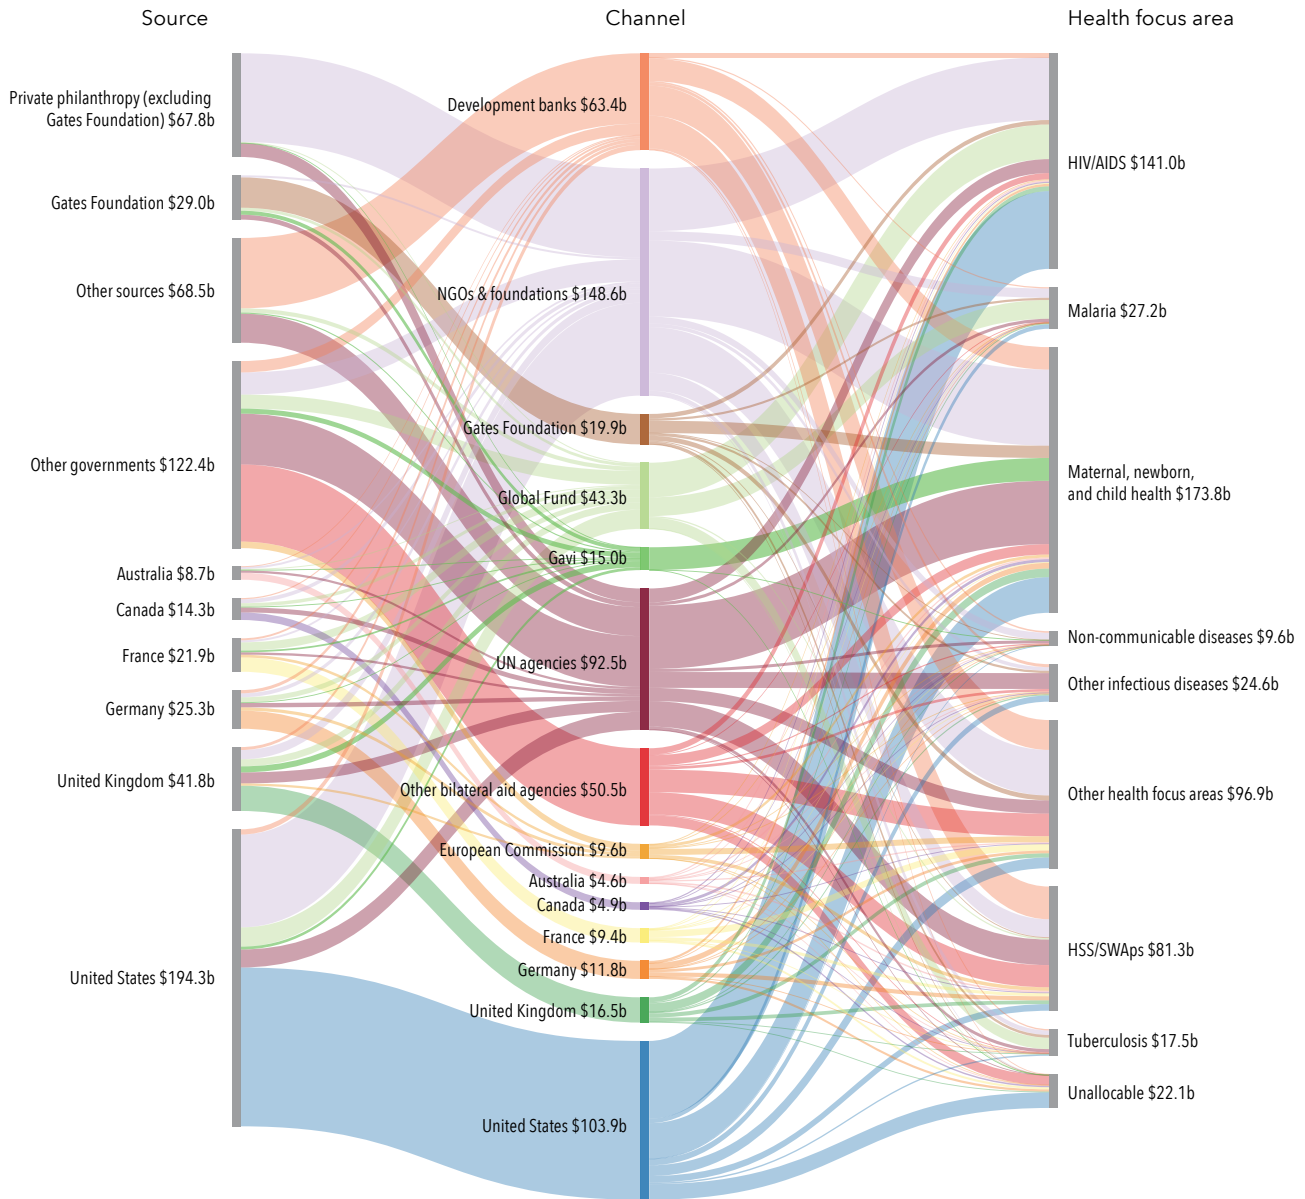 Source
Channel
Health focus area
Private philanthropy (excluding
Gates Foundation) $67.8b
Gates Foundation $29.0b
Other sources $68.5b
Other governments $122.4b
Australia $8.7b
Canada $14.3b
France $21.9b
Germany $25.3b
United Kingdom $41.8b
United States $194.3b
Development banks $63.4b
NGOs & foundations $148.6b
Gates Foundation $19.9b
Global Fund $43.3b
Gavi $15.0b
UN agencies $92.5b
Other bilateral aid agencies $50.5b
European Commission $9.6b
Australia $4.6b
Canada $4.9b
France $9.4b
Germany $11.8b
United Kingdom $16.5b
United States $103.9b
HIV/AIDS $141.0b
Malaria $27.2b
Maternal, newborn,
and child health $173.8b
Non-communicable diseases $9.6b
Other infectious diseases $24.6b
Other health focus areas $96.9b
HSS/SWAps $81.3b
Tuberculosis $17.5b
Unallocable $22.1b